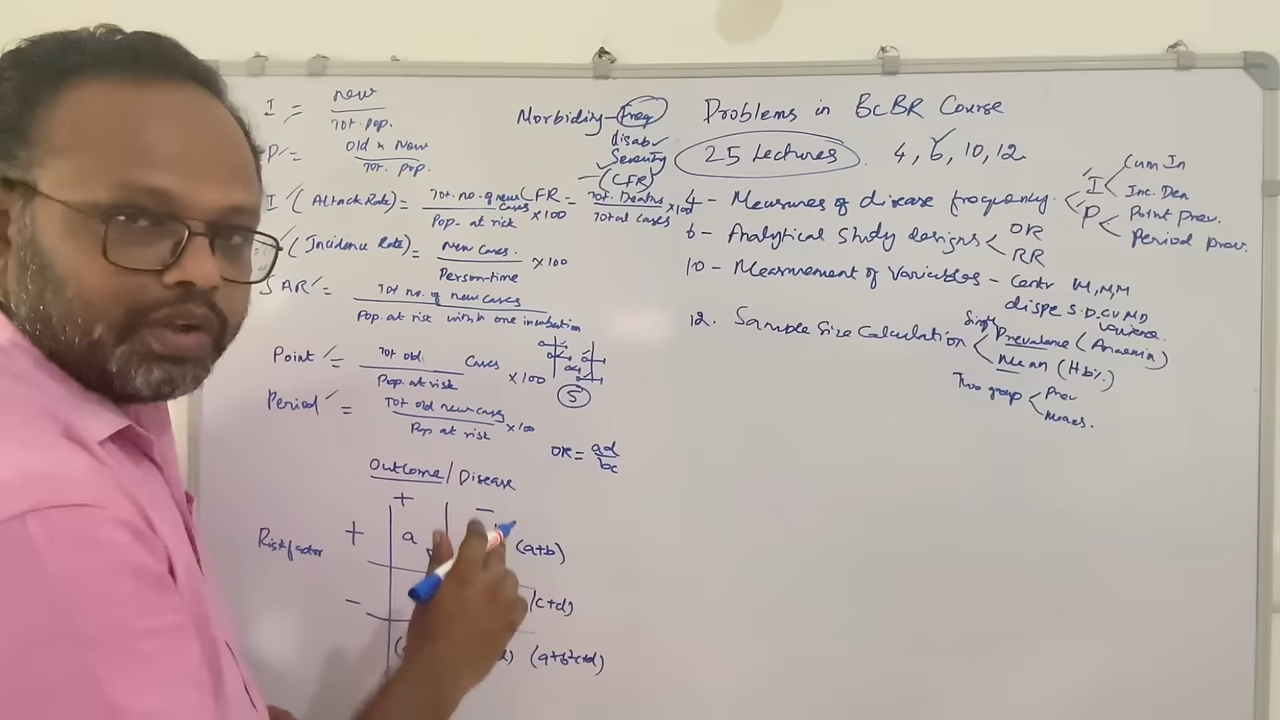 I = new
Tot. pop.
P = Old n New
Tot. pop.
I (Attack Rate) = Tot. no. of new cases × 100
Pop. at risk
CFR = Tot. Deaths × 100
Total cases
(Incidence Rate) = New cases. × 100
Person-time
SAR = Tot no. of new cases
Pop. at risk with one incubation
Point = Tot old. Cases × 100
Pop. at risk
Period = Tot old new cases × 100
Pop at risk
5
OR = ad
bc
Outcome / Disease
+ −
Risk factor + a (a+b)
− (c+d)
(a+b+c+d)
Morbidity - Freq
disab
Severity
(CFR)
Problems in BCBR Course
25 Lectures 4, 6, 10, 12
4 - Measures of disease frequency. I Cum In
Inc. Den
P Point Prev.
Period Prev.
6 - Analytical Study designs OR
RR
10 - Measurement of Variables - Centr M, M, M
dispe S.D, CV MD
Variance.
12. Sample Size Calculation Single Prevalence (Anaemia)
Mean (Hb%)
Two group Prev
Means.